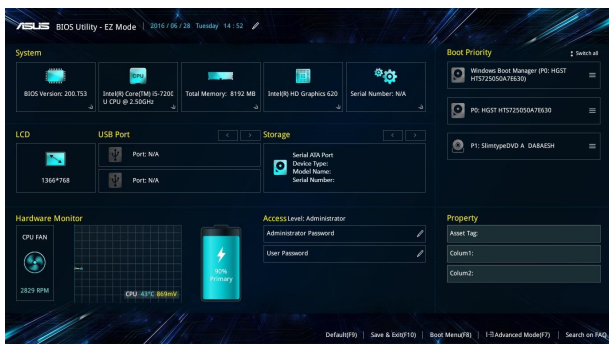 ASUS BIOS Utility - EZ Mode 2016/06/28 Tuesday 14:52
System
BIOS Version: 200.T53
CPU
Intel(R) Core(TM) i5-7200
U CPU @ 2.50GHz
Total Memory: 8192 MB
Intel(R) HD Graphics 620
Serial Number: N/A
Boot Priority
Switch all
Windows Boot Manager (P0: HGST
HTS725050A7E630)
P0: HGST HTS725050A7E630
P1: SlimtypeDVD A DA8AESH
LCD
1366*768
USB Port
< >
Port: N/A
Port: N/A
Storage
< >
Serial ATA Port
Device Type:
Model Name:
Serial Number:
Hardware Monitor
CPU FAN
2829 RPM
CPU 43°C 869mV
90%
Primary
Access Level: Administrator
Administrator Password
User Password
Property
Asset Tag:
Colum1:
Colum2:
Default(F9) Save & Exit(F10) Boot Menu(F8) Advanced Mode(F7) Search on FAQ